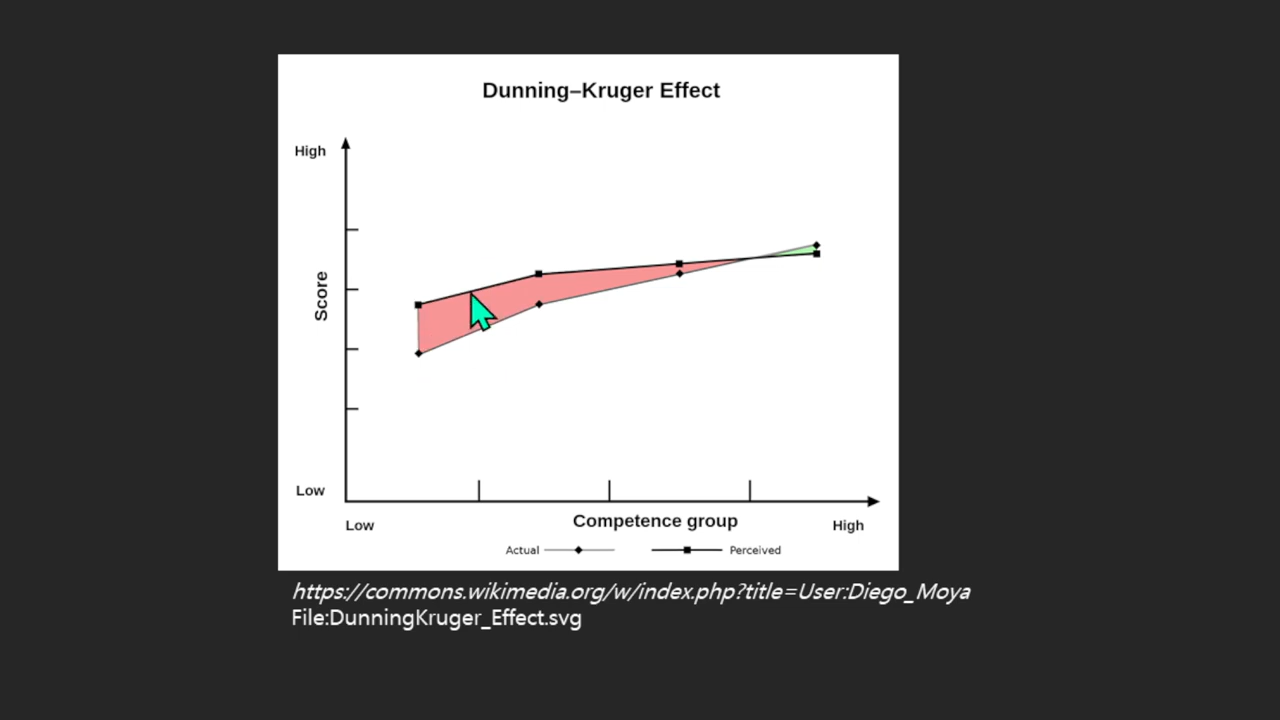 Dunning–Kruger Effect
High
Score
Low
Low
Competence group
High
Actual
Perceived
https://commons.wikimedia.org/w/index.php?title=User:Diego_Moya
File:DunningKruger_Effect.svg